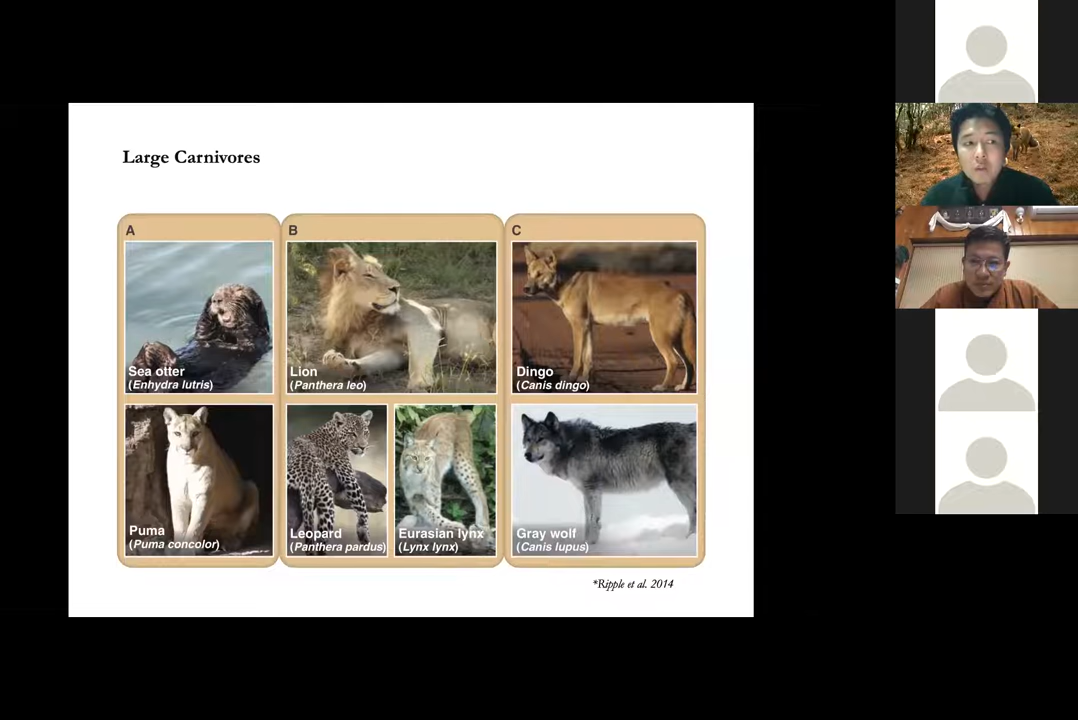 Large Carnivores
A
B
C
Sea otter
(Enhydra lutris)
Lion
(Panthera leo)
Dingo
(Canis dingo)
Puma
(Puma concolor)
Leopard
(Panthera pardus)
Eurasian lynx
(Lynx lynx)
Gray wolf
(Canis lupus)
*Ripple et al. 2014